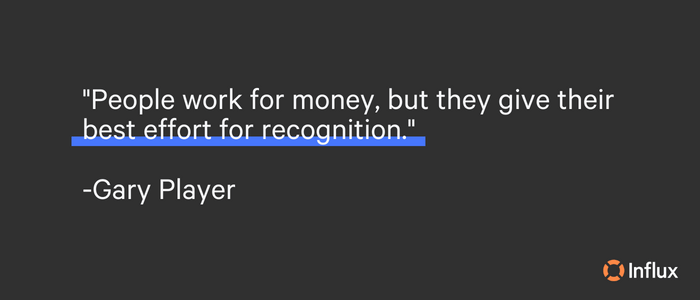 "People work for money, but they give their
best effort for recognition."
-Gary Player
Influx